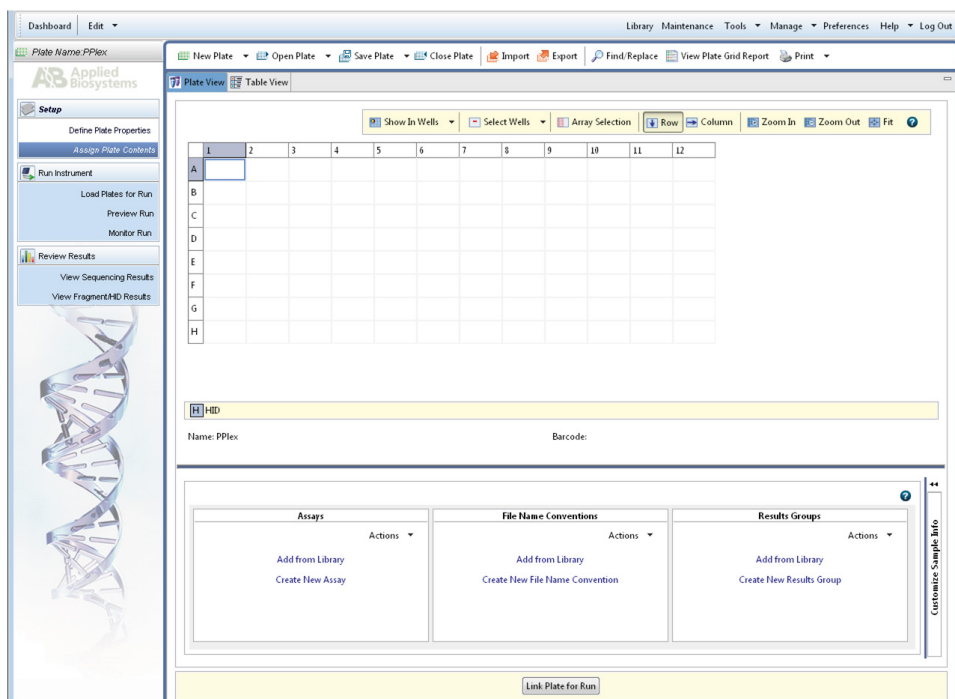 Dashboard Edit Library Maintenance Tools Manage Preferences Help Log Out
Plate Name:PPlex
New Plate Open Plate Save Plate Close Plate Import Export Find/Replace View Plate Grid Report Print
AB Applied Biosystems
Plate View Table View
Setup
Define Plate Properties
Assign Plate Contents
Run Instrument
Load Plates for Run
Preview Run
Monitor Run
Review Results
View Sequencing Results
View Fragment/HID Results
Show In Wells Select Wells Array Selection Row Column Zoom In Zoom Out Fit ?
1 2 3 4 5 6 7 8 9 10 11 12
A
B
C
D
E
F
G
H
H HID
Name: PPlex Barcode:
?
Assays File Name Conventions Results Groups
Actions Actions Actions
Add from Library Add from Library Add from Library
Create New Assay Create New File Name Convention Create New Results Group
Customize Sample Info
Link Plate for Run